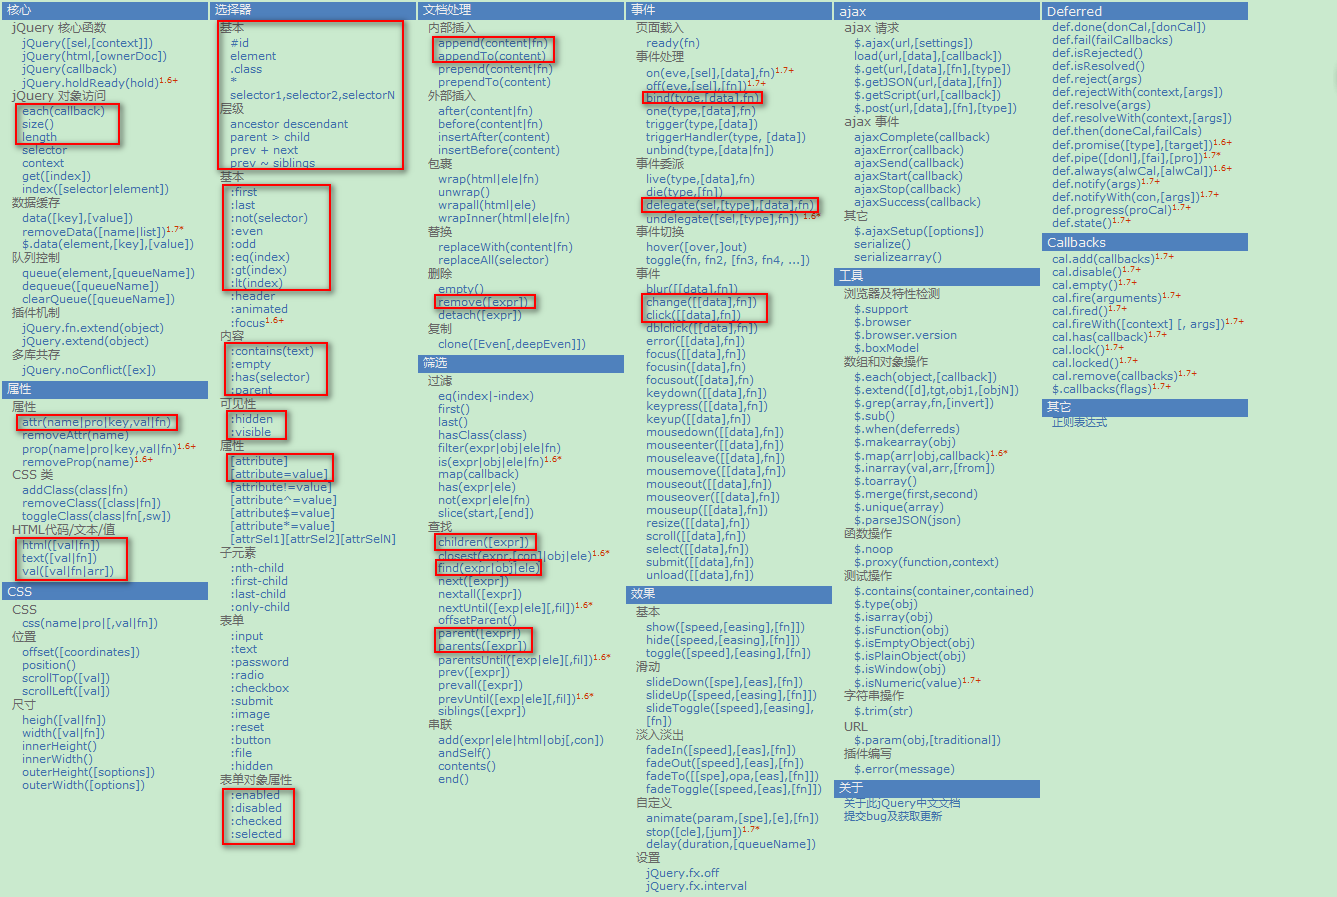 核心
jQuery 核心函数
jQuery([sel,[context]])
jQuery(html,[ownerDoc])
jQuery(callback)
jQuery.holdReady(hold)1.6+
jQuery 对象访问
each(callback)
size()
length
selector
context
get([index])
index([selector|element])
数据缓存
data([key],[value])
removeData([name|list])1.7*
$.data(element,[key],[value])
队列控制
queue(element,[queueName])
dequeue([queueName])
clearQueue([queueName])
插件机制
jQuery.fn.extend(object)
jQuery.extend(object)
多库共存
jQuery.noConflict([ex])
属性
属性
attr(name|pro|key,val|fn)
removeAttr(name)
prop(name|pro|key,val|fn)1.6+
removeProp(name)1.6+
CSS 类
addClass(class|fn)
removeClass([class|fn])
toggleClass(class|fn[,sw])
HTML代码/文本/值
html([val|fn])
text([val|fn])
val([val|fn|arr])
CSS
CSS
css(name|pro|[,val|fn])
位置
offset([coordinates])
position()
scrollTop([val])
scrollLeft([val])
尺寸
heigh([val|fn])
width([val|fn])
innerHeight()
innerWidth()
outerHeight([soptions])
outerWidth([options])
选择器
基本
#id
element
.class
*
selector1,selector2,selectorN
层级
ancestor descendant
parent > child
prev + next
prev ~ siblings
基本
:first
:last
:not(selector)
:even
:odd
:eq(index)
:gt(index)
:lt(index)
:header
:animated
:focus1.6+
内容
:contains(text)
:empty
:has(selector)
:parent
可见性
:hidden
:visible
属性
[attribute]
[attribute=value]
[attribute!=value]
[attribute^=value]
[attribute$=value]
[attribute*=value]
[attrSel1][attrSel2][attrSelN]
子元素
:nth-child
:first-child
:last-child
:only-child
表单
:input
:text
:password
:radio
:checkbox
:submit
:image
:reset
:button
:file
:hidden
表单对象属性
:enabled
:disabled
:checked
:selected
文档处理
内部插入
append(content|fn)
appendTo(content)
prepend(content|fn)
prependTo(content)
外部插入
after(content|fn)
before(content|fn)
insertAfter(content)
insertBefore(content)
包裹
wrap(html|ele|fn)
unwrap()
wrapall(html|ele)
wrapInner(html|ele|fn)
替换
replaceWith(content|fn)
replaceAll(selector)
删除
empty()
remove([expr])
detach([expr])
复制
clone([Even[,deepEven]])
筛选
过滤
eq(index|-index)
first()
last()
hasClass(class)
filter(expr|obj|ele|fn)
is(expr|obj|ele|fn)1.6*
map(callback)
has(expr|ele)
not(expr|ele|fn)
slice(start,[end])
查找
children([expr])
closest(expr,[con]|obj|ele)1.6*
find(expr|obj|ele)
next([expr])
nextall([expr])
nextUntil([exp|ele][,fil])1.6*
offsetParent()
parent([expr])
parents([expr])
parentsUntil([exp|ele][,fil])1.6*
prev([expr])
prevall([expr])
prevUntil([exp|ele][,fil])1.6*
siblings([expr])
串联
add(expr|ele|html|obj[,con])
andSelf()
contents()
end()
事件
页面载入
ready(fn)
事件处理
on(eve,[sel],[data],fn)1.7+
off(eve,[sel],[fn])1.7+
bind(type,[data],fn)
one(type,[data],fn)
trigger(type,[data])
triggerHandler(type, [data])
unbind(type,[data|fn])
事件委派
live(type,[data],fn)
die(type,[fn])
delegate(sel,[type],[data],fn)
undelegate([sel,[type],fn]) 1.6*
事件切换
hover([over,]out)
toggle(fn, fn2, [fn3, fn4, ...])
事件
blur([[data],fn])
change([[data],fn])
click([[data],fn])
dblclick([[data],fn])
error([[data],fn])
focus([[data],fn])
focusin([data],fn)
focusout([data],fn)
keydown([[data],fn])
keypress([[data],fn])
keyup([[data],fn])
mousedown([[data],fn])
mouseenter([[data],fn])
mouseleave([[data],fn])
mousemove([[data],fn])
mouseout([[data],fn])
mouseover([[data],fn])
mouseup([[data],fn])
resize([[data],fn])
scroll([[data],fn])
select([[data],fn])
submit([[data],fn])
unload([[data],fn])
效果
基本
show([speed,[easing],[fn]])
hide([speed,[easing],[fn]])
toggle([speed],[easing],[fn])
滑动
slideDown([spe],[eas],[fn])
slideUp([speed,[easing],[fn]])
slideToggle([speed],[easing],
[fn])
淡入淡出
fadeIn([speed],[eas],[fn])
fadeOut([speed],[eas],[fn])
fadeTo([[spe],opa,[eas],[fn]])
fadeToggle([speed,[eas],[fn]])
自定义
animate(param,[spe],[e],[fn])
stop([cle],[jum])1.7*
delay(duration,[queueName])
设置
jQuery.fx.off
jQuery.fx.interval
ajax
ajax 请求
$.ajax(url,[settings])
load(url,[data],[callback])
$.get(url,[data],[fn],[type])
$.getJSON(url,[data],[fn])
$.getScript(url,[callback])
$.post(url,[data],[fn],[type])
ajax 事件
ajaxComplete(callback)
ajaxError(callback)
ajaxSend(callback)
ajaxStart(callback)
ajaxStop(callback)
ajaxSuccess(callback)
其它
$.ajaxSetup([options])
serialize()
serializearray()
工具
浏览器及特性检测
$.support
$.browser
$.browser.version
$.boxModel
数组和对象操作
$.each(object,[callback])
$.extend([d],tgt,obj1,[objN])
$.grep(array,fn,[invert])
$.sub()
$.when(deferreds)
$.makearray(obj)
$.map(arr|obj,callback)1.6*
$.inarray(val,arr,[from])
$.toarray()
$.merge(first,second)
$.unique(array)
$.parseJSON(json)
函数操作
$.noop
$.proxy(function,context)
测试操作
$.contains(container,contained)
$.type(obj)
$.isarray(obj)
$.isFunction(obj)
$.isEmptyObject(obj)
$.isPlainObject(obj)
$.isWindow(obj)
$.isNumeric(value)1.7+
字符串操作
$.trim(str)
URL
$.param(obj,[traditional])
插件编写
$.error(message)
关于
关于此jQuery中文文档
提交bug及获取更新
Deferred
def.done(donCal,[donCal])
def.fail(failCallbacks)
def.isRejected()
def.isResolved()
def.reject(args)
def.rejectWith(context,[args])
def.resolve(args)
def.resolveWith(context,[args])
def.then(doneCal,failCals)
def.promise([type],[target])1.6+
def.pipe([donl],[fai],[pro])1.7*
def.always(alwCal,[alwCal])1.6+
def.notify(args)1.7+
def.notifyWith(con,[args])1.7+
def.progress(proCal)1.7+
def.state()1.7+
Callbacks
cal.add(callbacks)1.7+
cal.disable()1.7+
cal.empty()1.7+
cal.fire(arguments)1.7+
cal.fired()1.7+
cal.fireWith([context] [, args])1.7+
cal.has(callback)1.7+
cal.lock()1.7+
cal.locked()1.7+
cal.remove(callbacks)1.7+
$.callbacks(flags)1.7+
其它
正则表达式